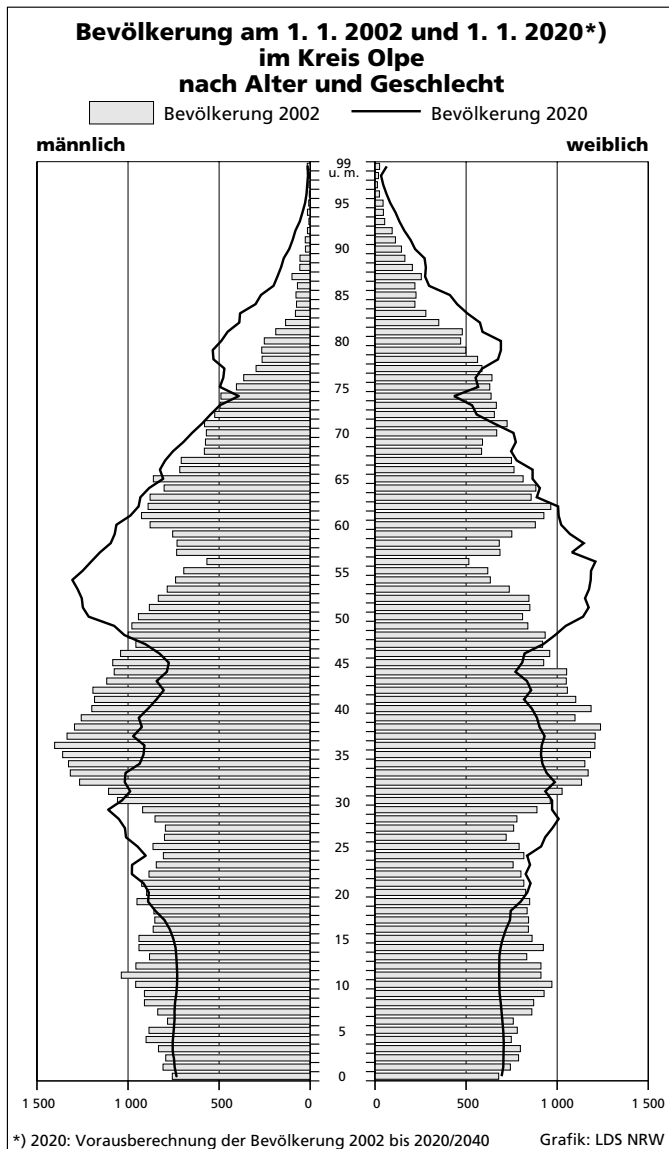 Bevölkerung am 1. 1. 2002 und 1. 1. 2020*)
im Kreis Olpe
nach Alter und Geschlecht
Bevölkerung 2002 Bevölkerung 2020
männlich weiblich
99
u. m.
95
90
85
80
75
70
65
60
55
50
45
40
35
30
25
20
15
10
5
0
1 500 1 000 500 0 0 500 1 000 1 500
*) 2020: Vorausberechnung der Bevölkerung 2002 bis 2020/2040 Grafik: LDS NRW